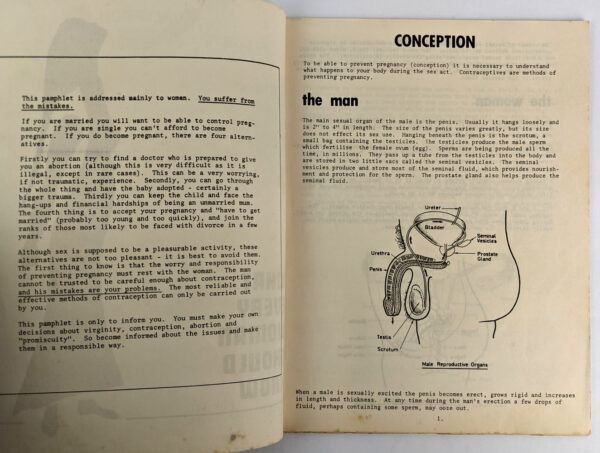 This pamphlet is addressed mainly to women. You suffer from
the mistakes.
If you are married you will want to be able to control preg-
nancy. If you are single you can't afford to become
pregnant. If you do become pregnant, there are four altern-
atives.
Firstly you can try to find a doctor who is prepared to give
you an abortion (although this is very difficult as it is
illegal, except in rare cases). This can be a very worrying,
if not traumatic, experience. Secondly, you can go through
the whole thing and have the baby adopted - certainly a
bigger trauma. Thirdly you can keep the child and face the
hang-ups and financial hardships of being an unmarried mum.
The fourth thing is to accept your pregnancy and "have to get
married" (probably too young and too quickly), and join the
ranks of those most likely to be faced with divorce in a few
years.
Although sex is supposed to be a pleasurable activity, these
alternatives are not too pleasant - it is best to avoid them.
The first thing to know is that the worry and responsibility
of preventing pregnancy must rest with the woman. The man
cannot be trusted to be careful enough about contraception,
and his mistakes are your problems. The most reliable and
effective methods of contraception can only be carried out
by you.
This pamphlet is only to inform you. You must make your own
decisions about virginity, contraception, abortion and
"promiscuity". So become informed about the issues and make
them in a responsible way.
CONCEPTION
To be able to prevent pregnancy (conception) it is necessary to understand
what happens to your body during the sex act. Contraceptives are methods of
preventing pregnancy.
the man
The main sexual organ of the male is the penis. Usually it hangs loosely and
is 2" to 4" in length. The size of the penis varies greatly, but its size
does not effect its sex use. Hanging beneath the penis is the scrotum, a
small bag containing the testicles. The testicles produce the male sperm
which fertilise the female ovum (egg). Sperms are being produced all the
time, in millions. They pass up a tube from the testicles into the body and
are stored in two little sacs called the seminal vesicles. The seminal
vesicles produce and store most of the seminal fluid, which provides nourish-
ment and protection for the sperm. The prostate gland also helps produce the
seminal fluid.
Ureter
Bladder
Seminal
Vesicles
Urethra
Prostate
Gland
Penis
Testis
Scrotum
Male Reproductive Organs
When a male is sexually excited the penis becomes erect, grows rigid and increases
in length and thickness. At any time during the man's erection a few drops of
fluid, perhaps containing some sperm, may ooze out.
1.